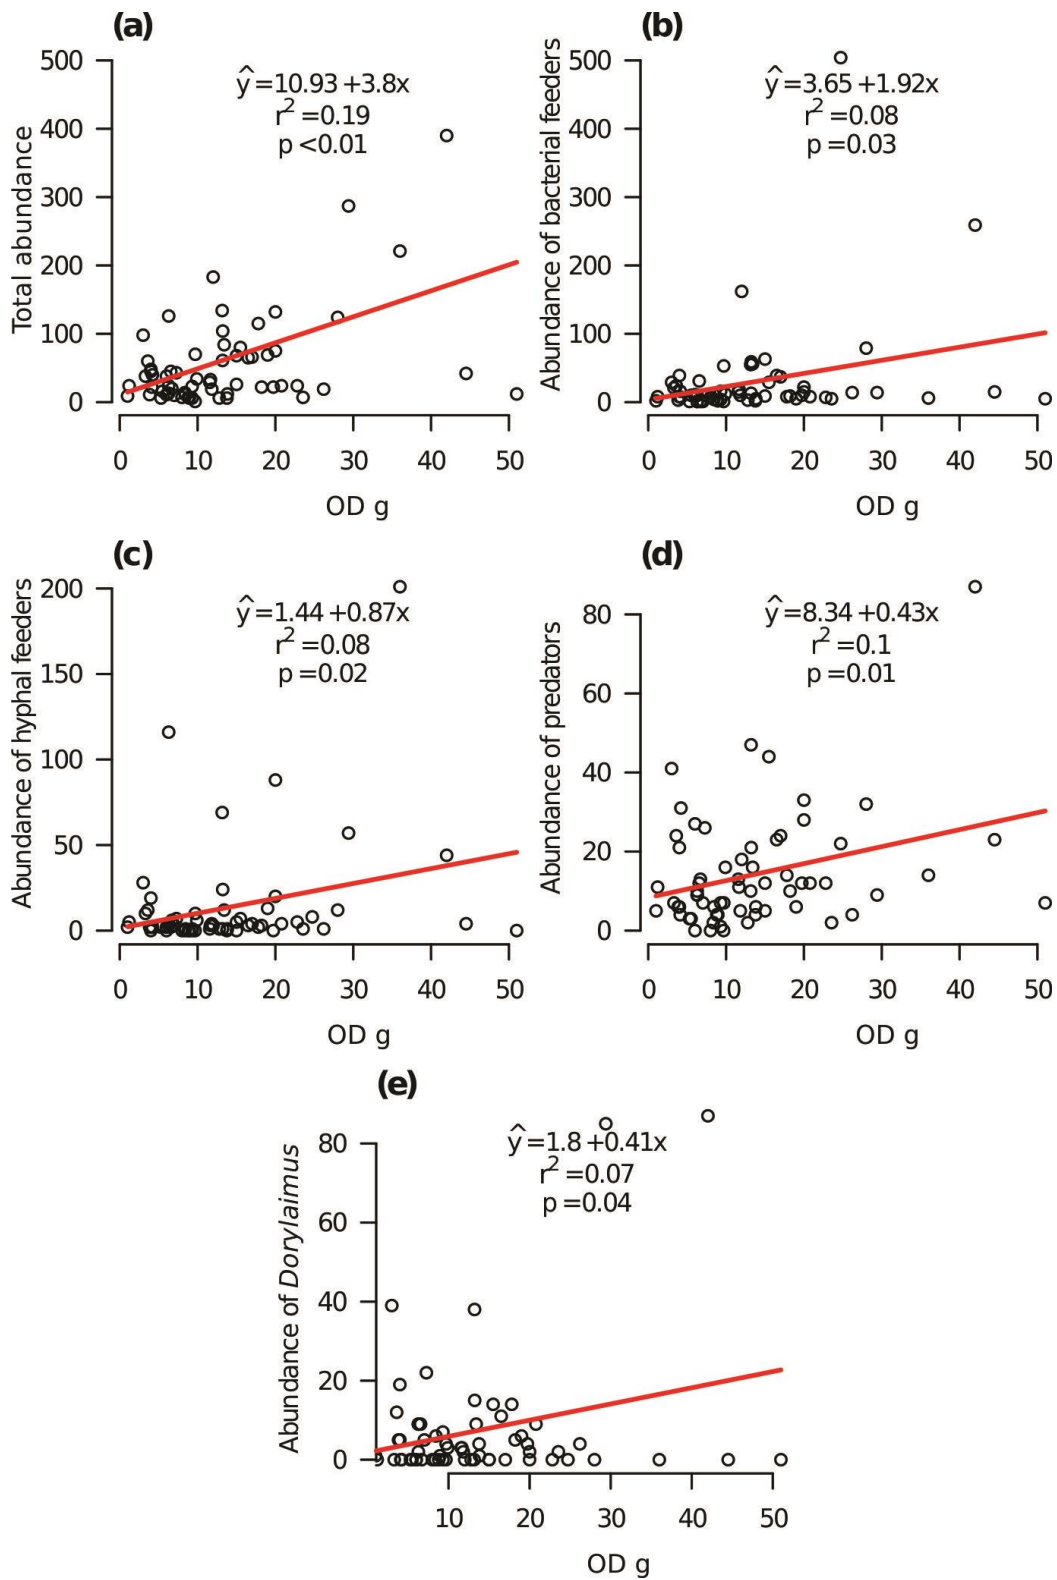 (a)
ŷ =10.93 +3.8x
r² =0.19
p <0.01
Total abundance
500
400
300
200
100
0
0 10 20 30 40 50
OD g
(b)
ŷ =3.65 +1.92x
r² =0.08
p =0.03
Abundance of bacterial feeders
500
400
300
200
100
0
0 10 20 30 40 50
OD g
(c)
ŷ =1.44 +0.87x
r² =0.08
p =0.02
Abundance of hyphal feeders
200
150
100
50
0
0 10 20 30 40 50
OD g
(d)
ŷ =8.34 +0.43x
r² =0.1
p =0.01
Abundance of predators
80
60
40
20
0
0 10 20 30 40 50
OD g
(e)
ŷ =1.8 +0.41x
r² =0.07
p =0.04
Abundance of Dorylaimus
80
60
40
20
0
10 20 30 40 50
OD g